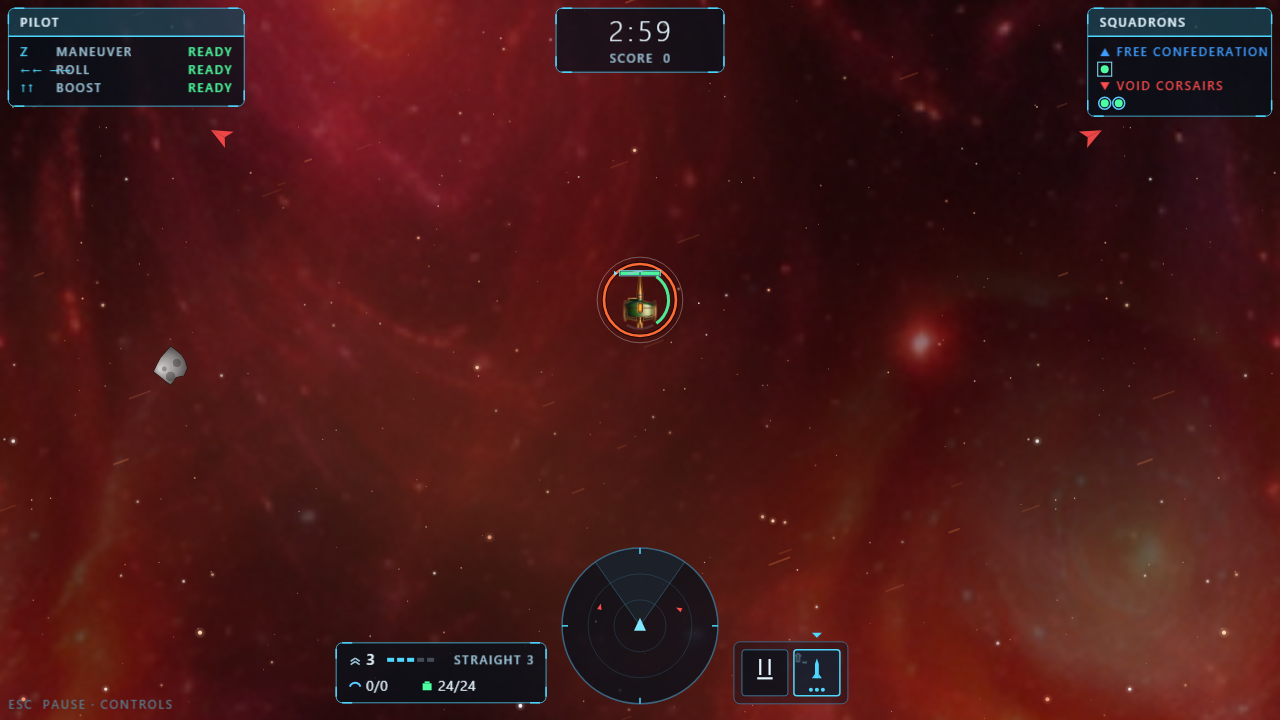 PILOT
Z MANEUVER READY
←← ROLL READY
↑↑ BOOST READY
2:59
SCORE 0
SQUADRONS
▲ FREE CONFEDERATION
▼ VOID CORSAIRS
3 STRAIGHT 3
0/0 24/24
ESC PAUSE · CONTROLS